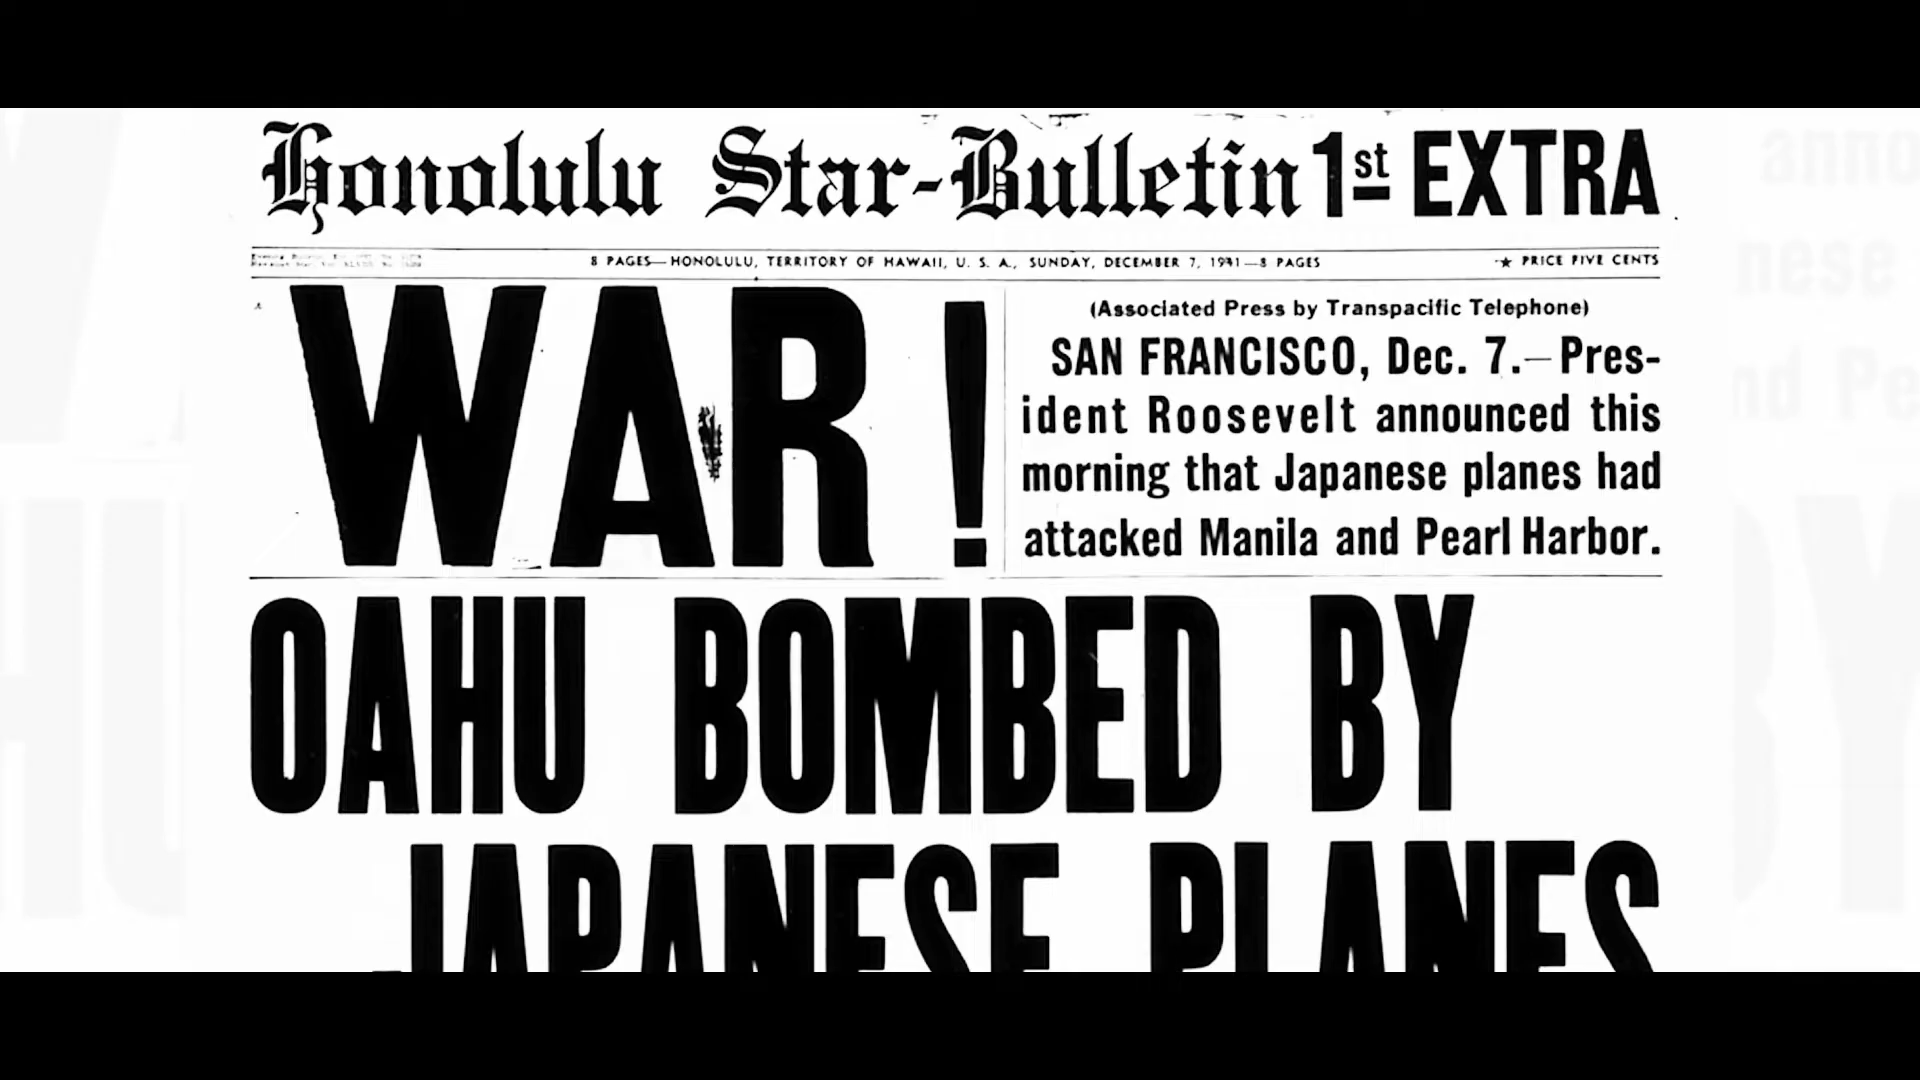 Honolulu Star-Bulletin 1st EXTRA
8 PAGES—HONOLULU, TERRITORY OF HAWAII, U. S. A., SUNDAY, DECEMBER 7, 1941—8 PAGES ★ PRICE FIVE CENTS
WAR!
(Associated Press by Transpacific Telephone)
SAN FRANCISCO, Dec. 7.—Pres-
ident Roosevelt announced this
morning that Japanese planes had
attacked Manila and Pearl Harbor.
OAHU BOMBED BY
JAPANESE PLANES